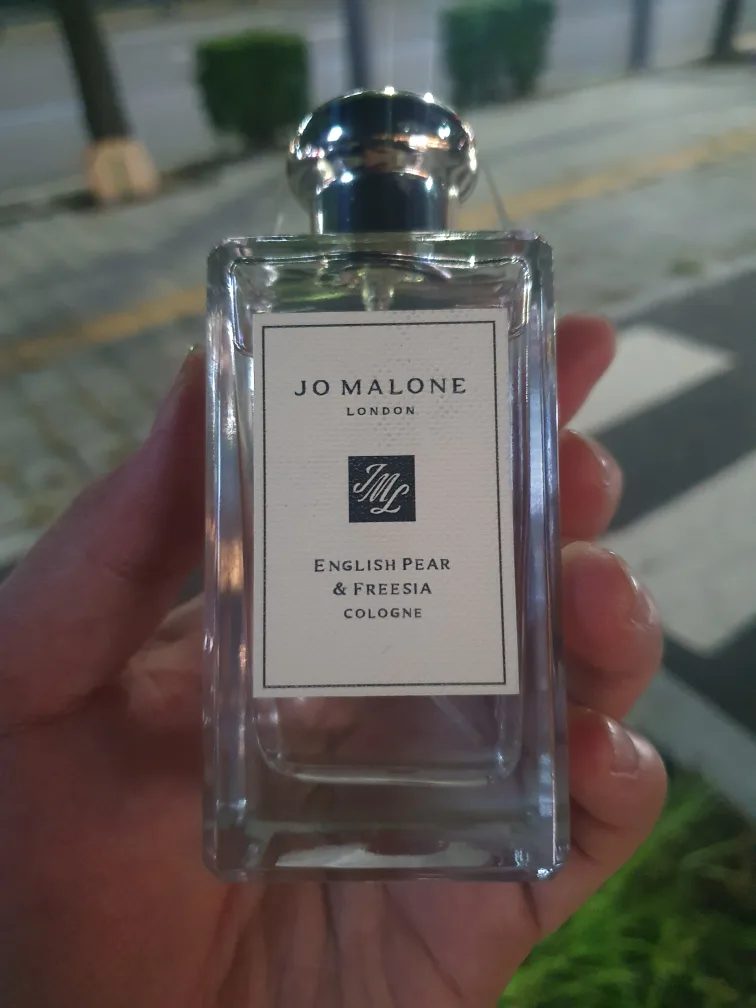 JO MALONE
LONDON
JML
ENGLISH PEAR
& FREESIA
COLOGNE